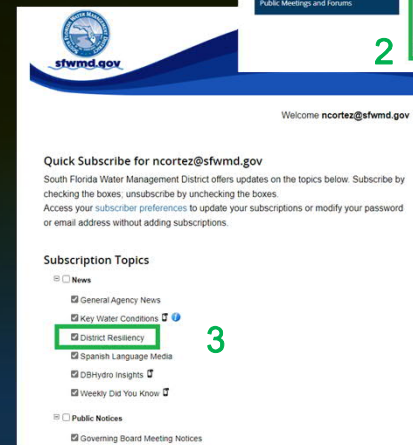 Public Meetings and Forums
2
sfwmd.gov
Welcome ncortez@sfwmd.gov
Quick Subscribe for ncortez@sfwmd.gov
South Florida Water Management District offers updates on the topics below. Subscribe by
checking the boxes; unsubscribe by unchecking the boxes.
Access your subscriber preferences to update your subscriptions or modify your password
or email address without adding subscriptions.
Subscription Topics
News
General Agency News
Key Water Conditions
District Resiliency
3
Spanish Language Media
DBHydro Insights
Weekly Did You Know
Public Notices
Governing Board Meeting Notices